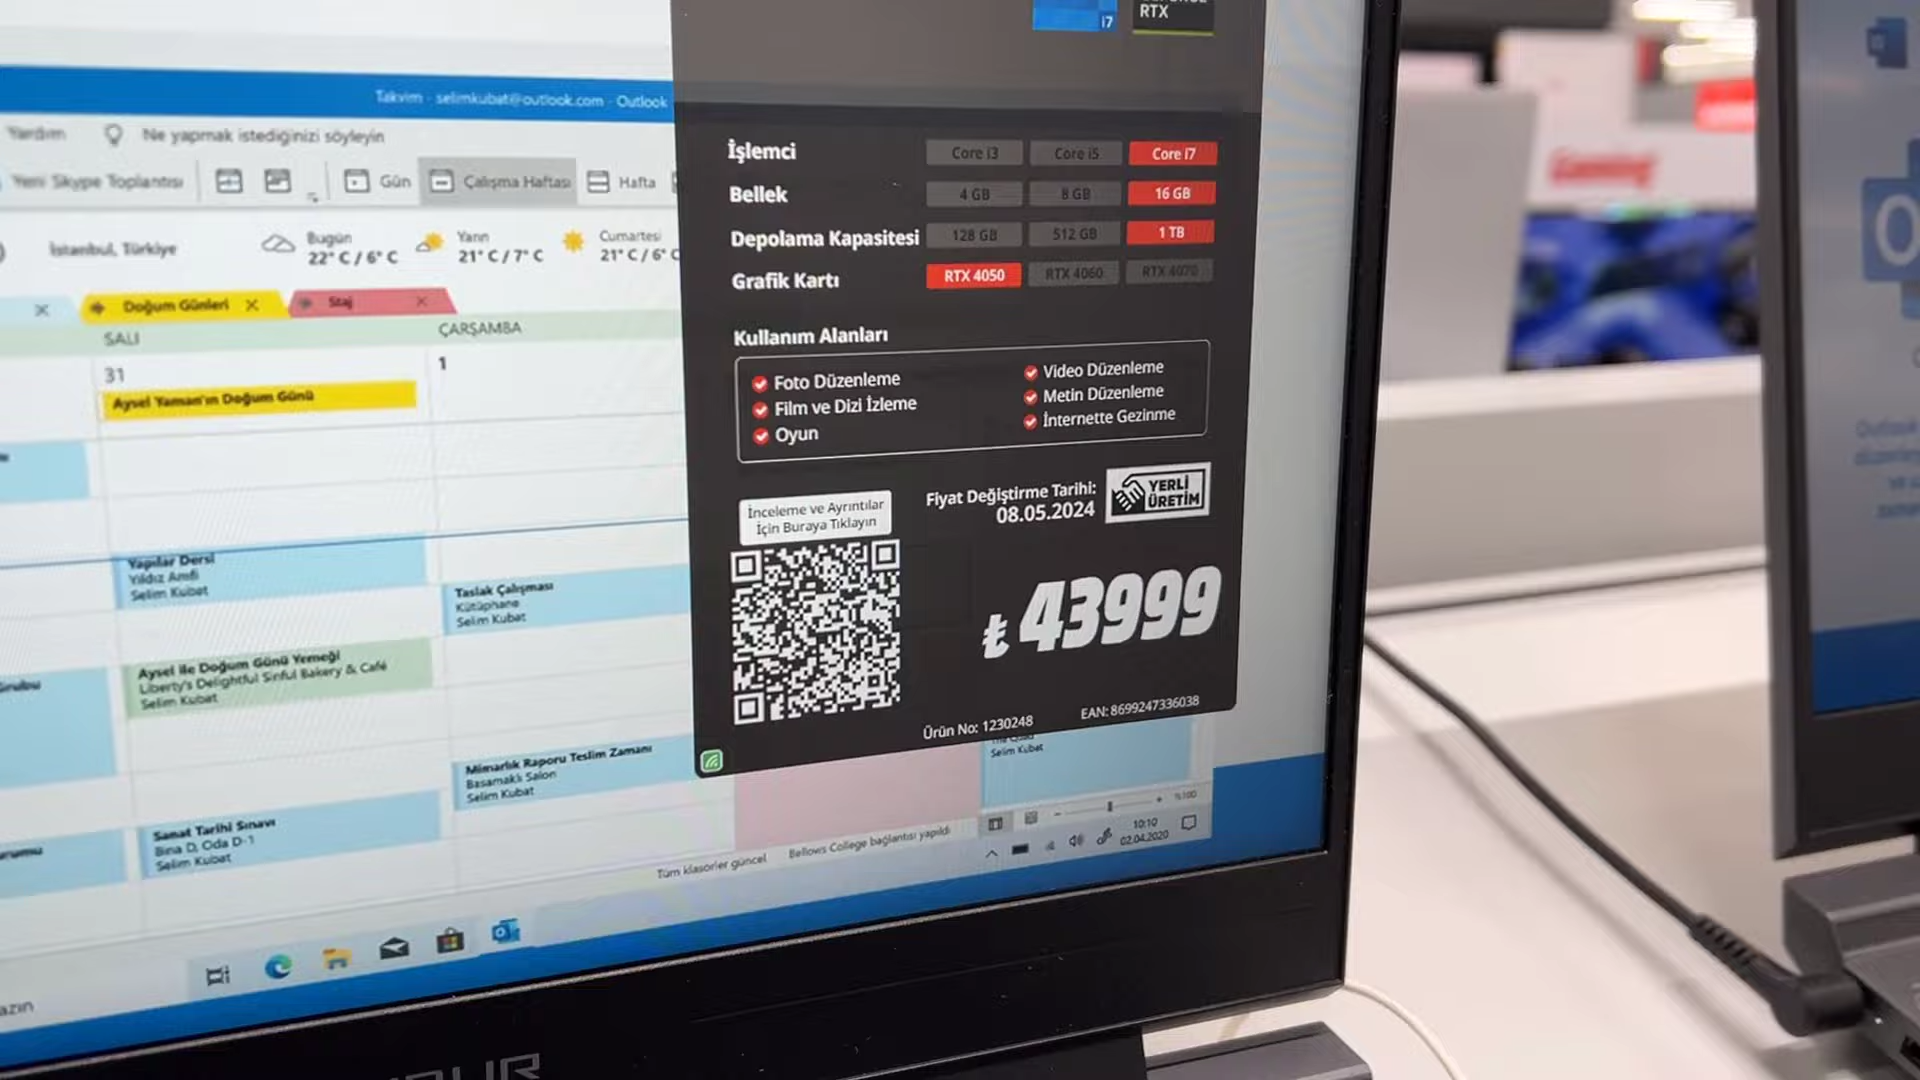 i7
RTX
Takvim - selimkubat@outlook.com - Outlook
Yardım
Ne yapmak istediğinizi söyleyin
Yeni Skype Toplantısı
Gün
Çalışma Haftası
Hafta
İstanbul, Türkiye
Bugün
22° C / 6° C
Yarın
21° C / 7° C
Cumartesi
21° C / 6° C
Doğum Günleri
Staj
SALI
ÇARŞAMBA
31
1
Aysel Yaman'ın Doğum Günü
Yapılar Dersi
Yıldız Amfi
Selim Kubat
Taslak Çalışması
Kütüphane
Selim Kubat
Aysel ile Doğum Günü Yemeği
Liberty's Delightful Sinful Bakery & Café
Selim Kubat
Mimarlık Raporu Teslim Zamanı
Basamaklı Salon
Selim Kubat
Sanat Tarihi Sınavı
Bina D, Oda D-1
Selim Kubat
Selim Kubat
Tüm klasörler güncel
Bellows College bağlantısı yapıldı
%100
10:10
02.04.2020
İşlemci
Core i3
Core i5
Core i7
Bellek
4 GB
8 GB
16 GB
Depolama Kapasitesi
128 GB
512 GB
1 TB
Grafik Kartı
RTX 4050
RTX 4060
RTX 4070
Kullanım Alanları
Foto Düzenleme
Film ve Dizi İzleme
Oyun
Video Düzenleme
Metin Düzenleme
İnternette Gezinme
İnceleme ve Ayrıntılar
İçin Buraya Tıklayın
Fiyat Değiştirme Tarihi:
08.05.2024
YERLİ
ÜRETİM
₺ 43999
Ürün No: 1230248
EAN: 8699247336038
Gaming